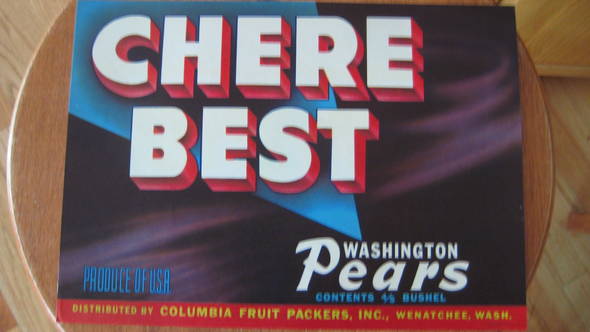 CHERE
BEST
WASHINGTON
Pears
CONTENTS 4/5 BUSHEL
PRODUCE OF U.S.A.
DISTRIBUTED BY COLUMBIA FRUIT PACKERS, INC., WENATCHEE, WASH.